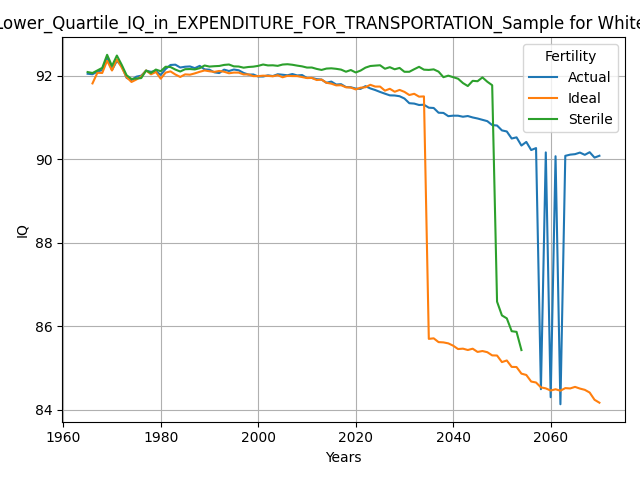 Lower_Quartile_IQ_in_EXPENDITURE_FOR_TRANSPORTATION_Sample for White
Fertility
Actual
Ideal
Sterile
92
90
88
86
84
IQ
1960
1980
2000
2020
2040
2060
Years